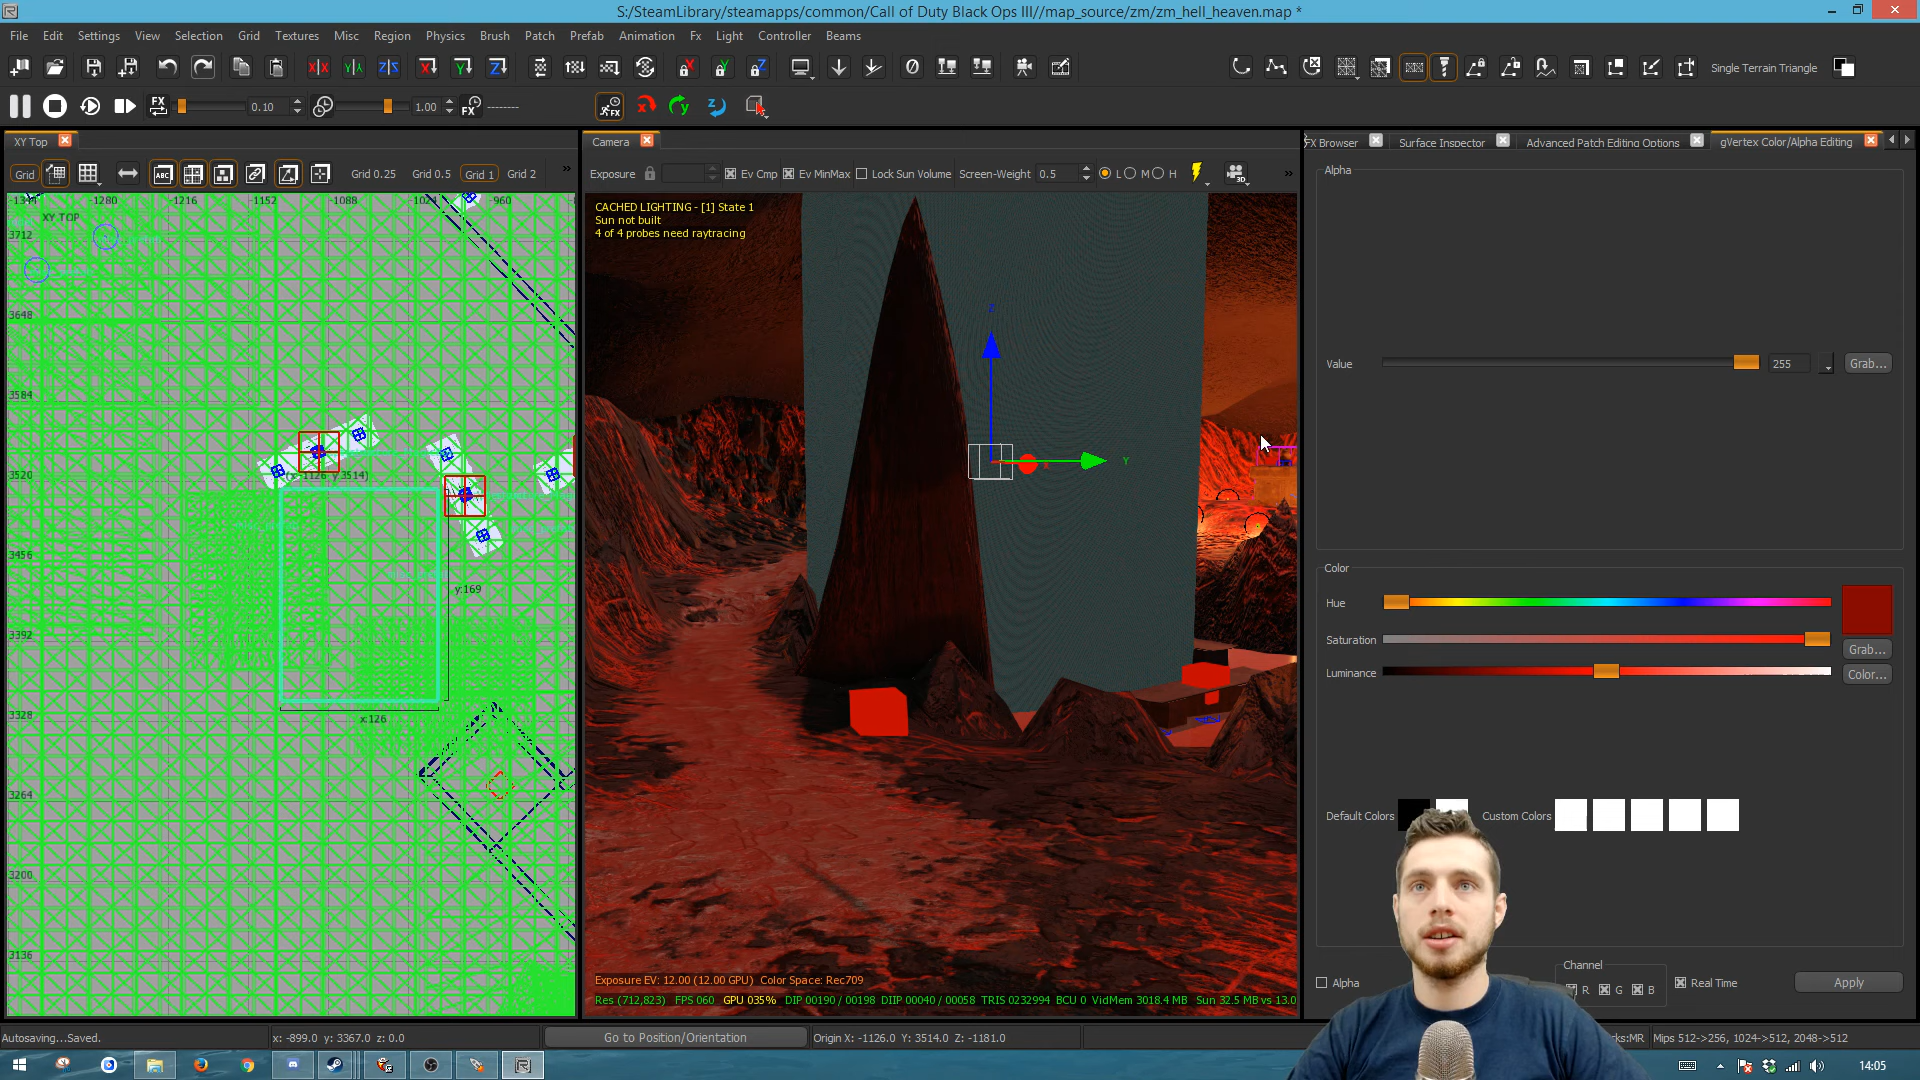 S:/SteamLibrary/steamapps/common/Call of Duty Black Ops III//map_source/zm/zm_hell_heaven.map *
File Edit Settings View Selection Grid Textures Misc Region Physics Brush Patch Prefab Animation Fx Light Controller Beams
Single Terrain Triangle
FX 0.10 1.00 FX --------
XY Top
Camera
FX Browser Surface Inspector Advanced Patch Editing Options gVertex Color/Alpha Editing
Grid ABC Grid 0.25 Grid 0.5 Grid 1 Grid 2 »
Exposure Ev Cmp Ev MinMax Lock Sun Volume Screen-Weight 0.5 L M H »
Alpha
-1280 -1216 -1152 -1088 -1024 -960
XY TOP
3712
3648
3584
3520
3456
3392
3328
3264
3200
3136
y:169
x:126
CACHED LIGHTING - [1] State 1
Sun not built
4 of 4 probes need raytracing
Z
X
Y
Exposure EV: 12.00 (12.00 GPU) Color Space: Rec709
Res (712,823) FPS 060 GPU 035% DIP 00190 / 00198 DIIP 00040 / 00058 TRIS 0232994 BCU 0 VidMem 3018.4 MB Sun 32.5 MB vs 13.0
Value 255 Grab...
Color
Hue
Saturation Grab...
Luminance Color...
Default Colors Custom Colors
Channel
Alpha R G B Real Time Apply
Autosaving...Saved. x: -899.0 y: 3367.0 z: 0.0 Go to Position/Orientation Origin X: -1126.0 Y: 3514.0 Z: -1181.0 Mips 512->256, 1024->512, 2048->512
14:05